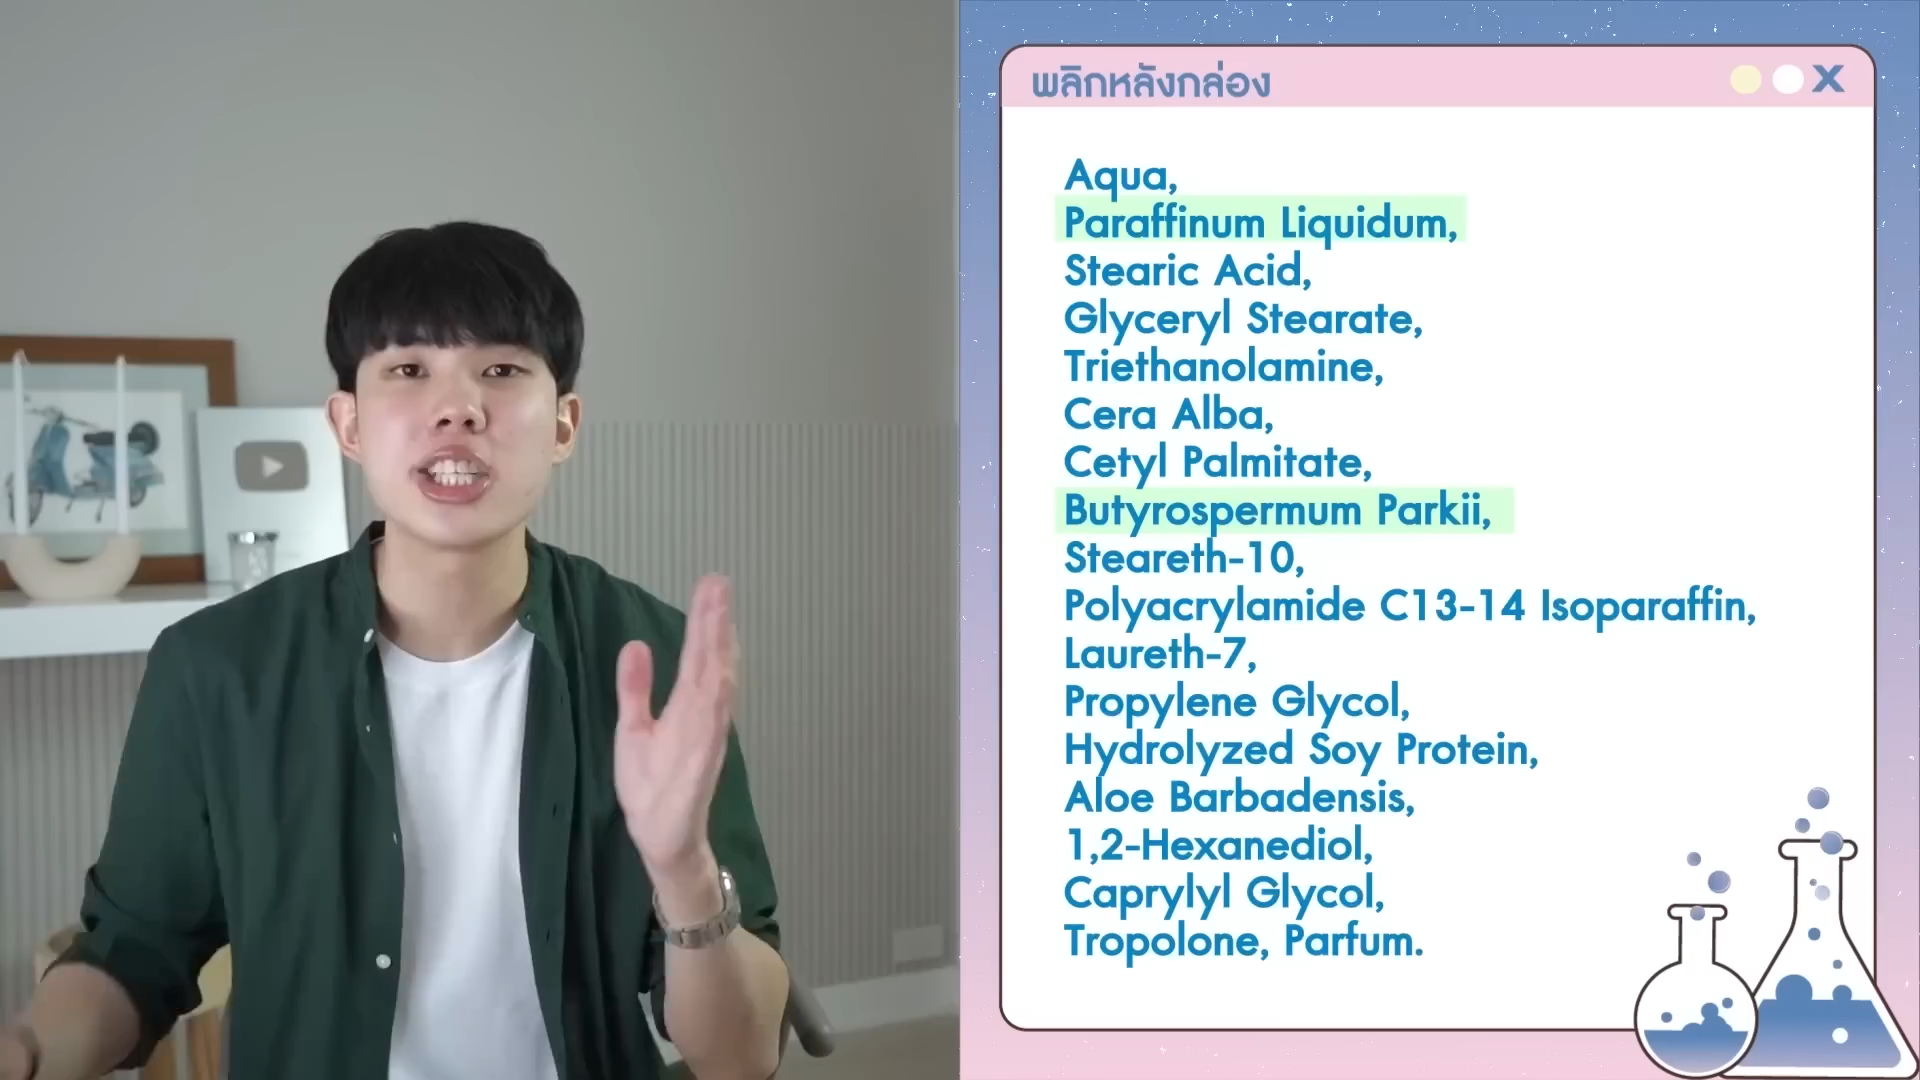 พลิกหลังกล่อง
Aqua,
Paraffinum Liquidum,
Stearic Acid,
Glyceryl Stearate,
Triethanolamine,
Cera Alba,
Cetyl Palmitate,
Butyrospermum Parkii,
Steareth-10,
Polyacrylamide C13-14 Isoparaffin,
Laureth-7,
Propylene Glycol,
Hydrolyzed Soy Protein,
Aloe Barbadensis,
1,2-Hexanediol,
Caprylyl Glycol,
Tropolone, Parfum.